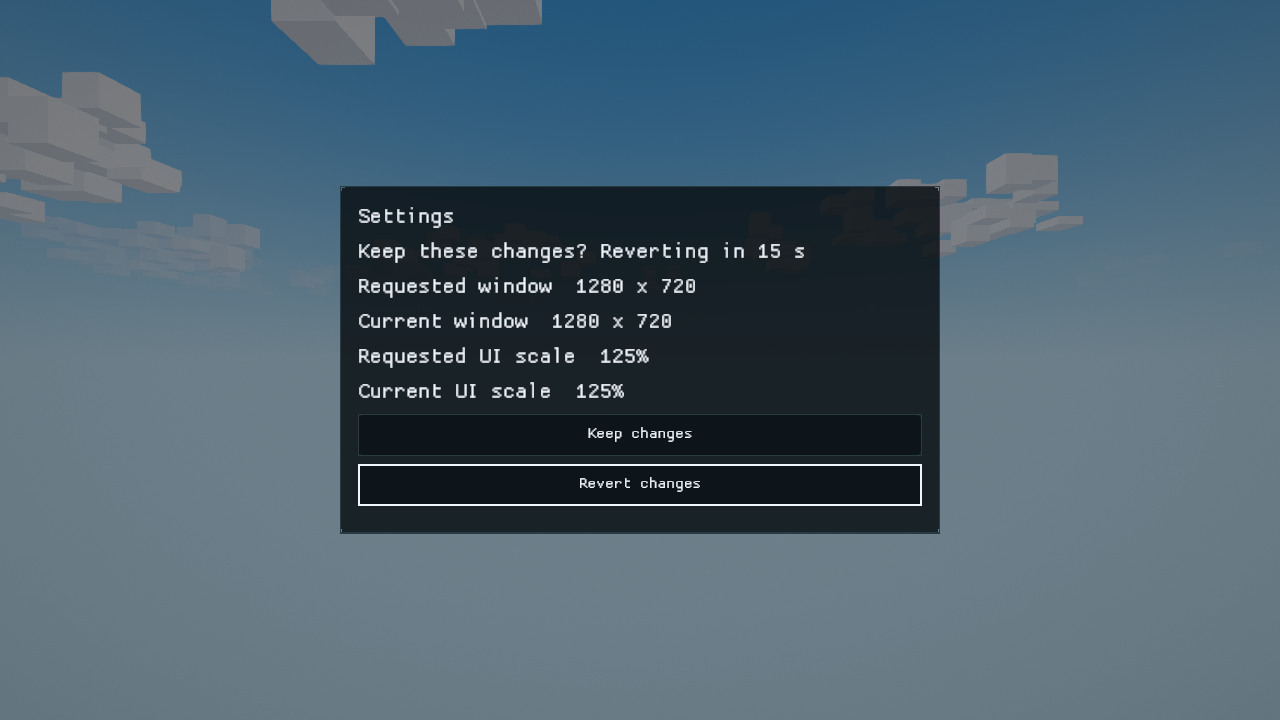 Settings
Keep these changes? Reverting in 15 s
Requested window 1280 x 720
Current window 1280 x 720
Requested UI scale 125%
Current UI scale 125%
Keep changes
Revert changes